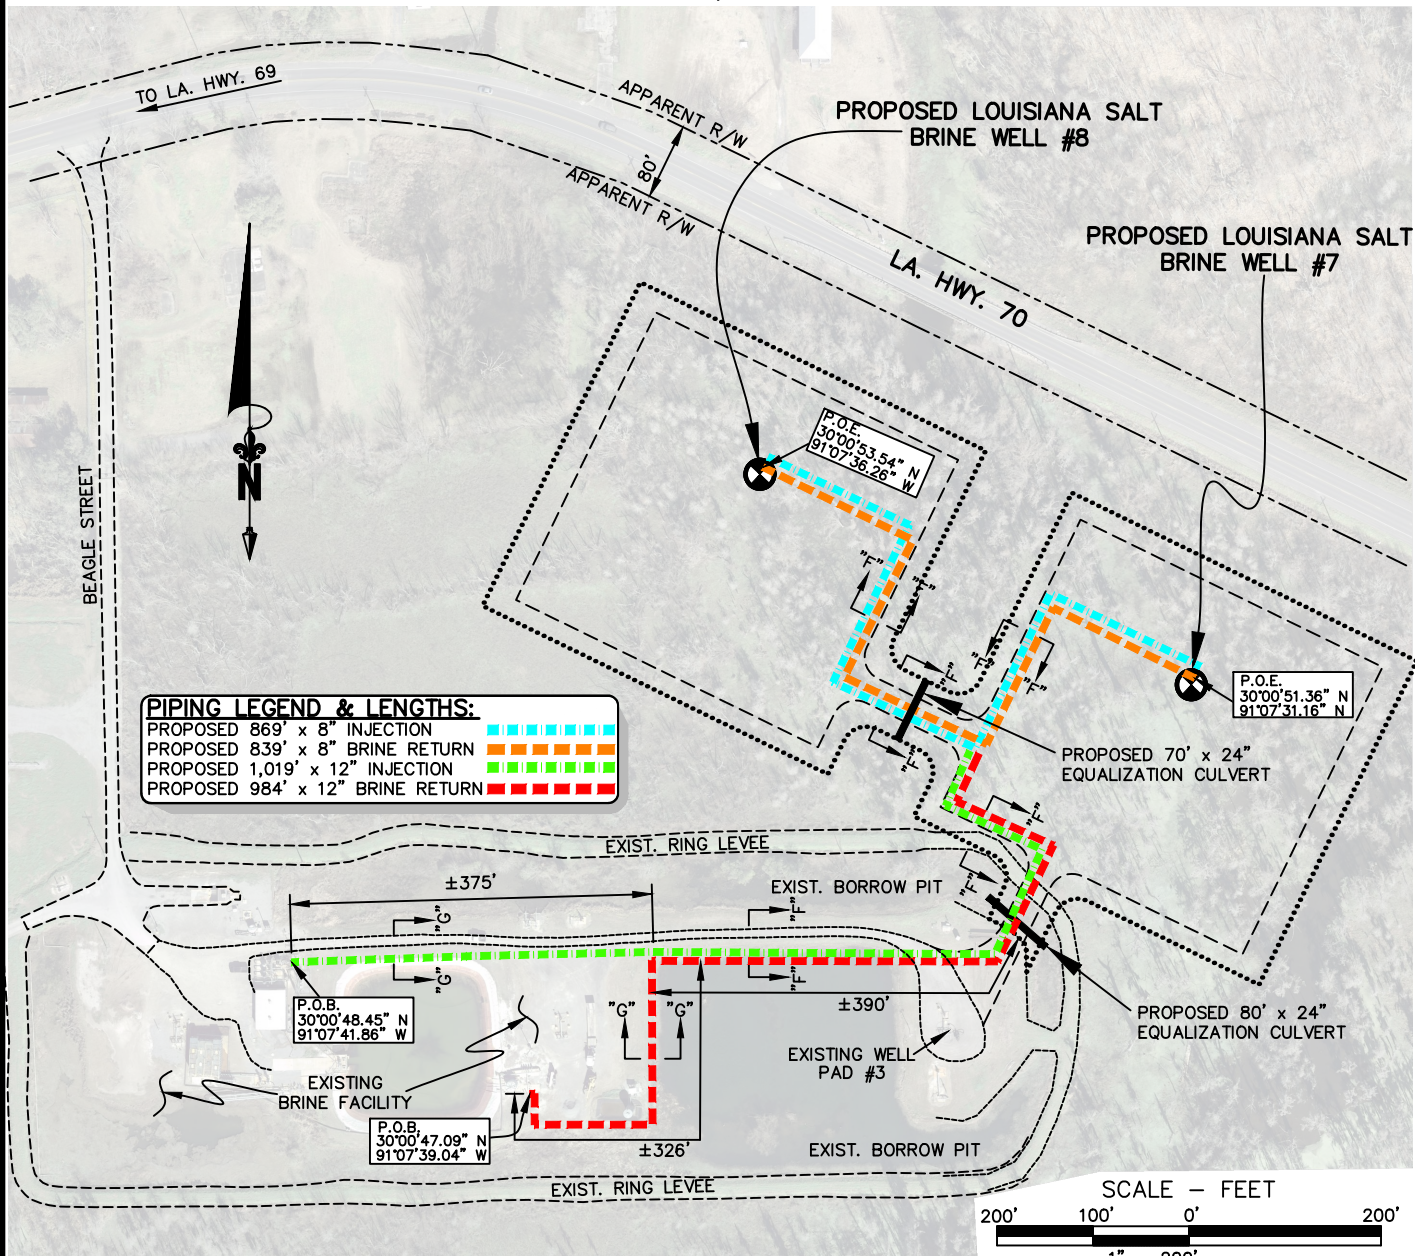 TO LA. HWY. 69
APPARENT R/W
80'
APPARENT R/W
PROPOSED LOUISIANA SALT
BRINE WELL #8
PROPOSED LOUISIANA SALT
BRINE WELL #7
LA. HWY. 70
N
BEAGLE STREET
P.O.E.
30°00'53.54" N
91°07'36.26" W
"F"
"F"
"F"
"F"
"F"
"F"
P.O.E.
30°00'51.36" N
91°07'31.16" N
PIPING LEGEND & LENGTHS:
PROPOSED 869' x 8" INJECTION
PROPOSED 839' x 8" BRINE RETURN
PROPOSED 1,019' x 12" INJECTION
PROPOSED 984' x 12" BRINE RETURN
PROPOSED 70' x 24"
EQUALIZATION CULVERT
"F"
"F"
EXIST. RING LEVEE
±375'
EXIST. BORROW PIT
"G"
"F"
"G"
"F"
P.O.B.
30°00'48.45" N
91°07'41.86" W
"G"
"G"
±390'
PROPOSED 80' x 24"
EQUALIZATION CULVERT
EXISTING WELL
PAD #3
EXISTING
BRINE FACILITY
P.O.B.
30°00'47.09" N
91°07'39.04" W
±326'
EXIST. BORROW PIT
EXIST. RING LEVEE
SCALE – FEET
200' 100' 0' 200'